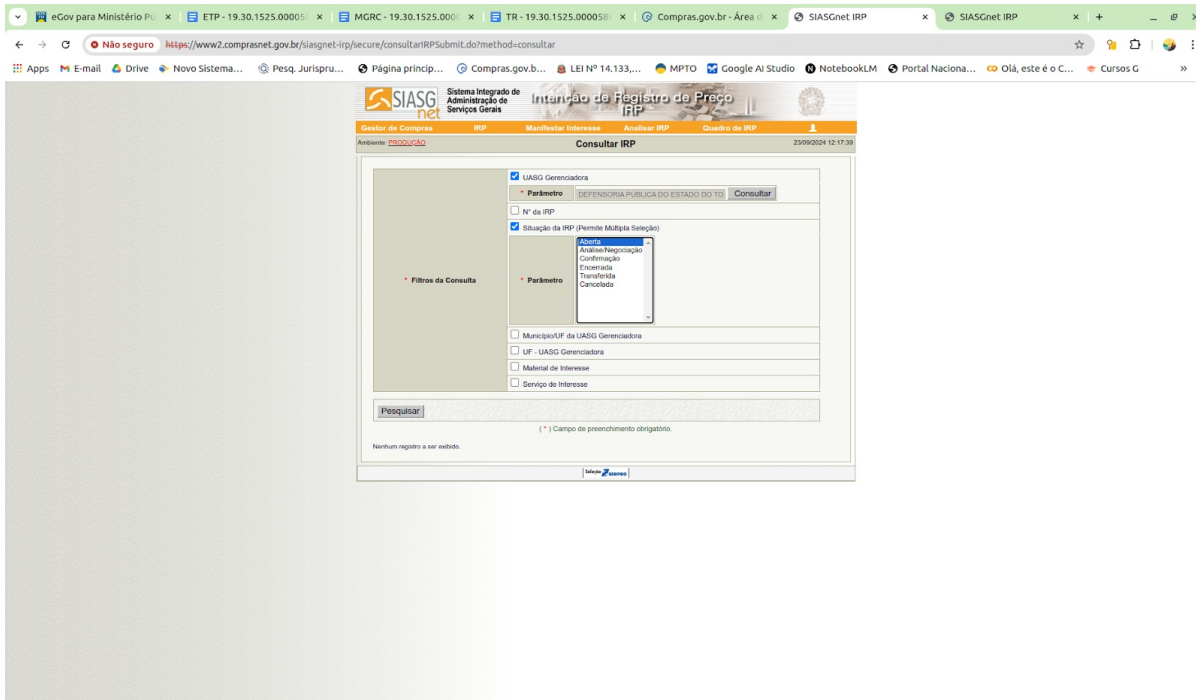 eGov para Ministério Pú
ETP - 19.30.1525.000058
MGRC - 19.30.1525.000
TR - 19.30.1525.0000588
Compras.gov.br - Área d
SIASGnet IRP
SIASGnet IRP
Não seguro
https://www2.comprasnet.gov.br/siasgnet-irp/secure/consultarIRPSubmit.do?method=consultar
Apps
E-mail
Drive
Novo Sistema...
Pesq. Jurispru...
Página princip...
Compras.gov.b...
LEI Nº 14.133,...
MPTO
Google AI Studio
NotebookLM
Portal Naciona...
Olá, este é o C...
Cursos G
SIASG
net
Sistema Integrado de
Administração de
Serviços Gerais
Intenção de Registro de Preço
IRP
Gestor de Compras IRP Manifestar Interesse Analisar IRP Quadro de IRP
Ambiente: PRODUÇÃO
Consultar IRP
23/09/2024 12:17:39
* Filtros da Consulta
UASG Gerenciadora
* Parâmetro
DEFENSORIA PÚBLICA DO ESTADO DO TO
Consultar
N° da IRP
Situação da IRP (Permite Múltipla Seleção)
* Parâmetro
Aberta
Análise/Negociação
Confirmação
Encerrada
Transferida
Cancelada
Município/UF da UASG Gerenciadora
UF - UASG Gerenciadora
Material de Interesse
Serviço de Interesse
Pesquisar
( * ) Campo de preenchimento obrigatório.
Nenhum registro a ser exibido.
Solução SERPRO